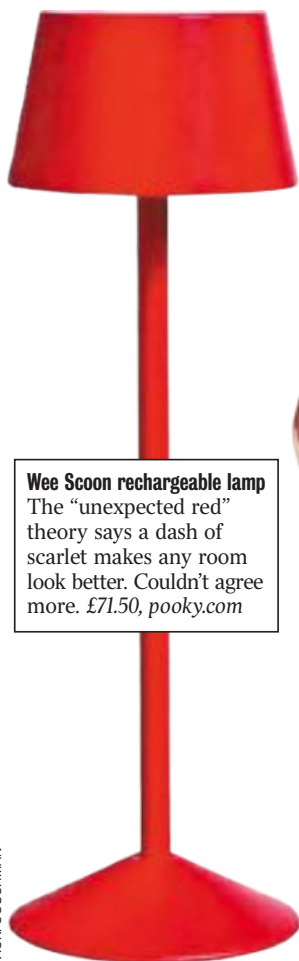 Wee Scoon rechargeable lamp
The “unexpected red”
theory says a dash of
scarlet makes any room
look better. Couldn’t agree
more. £71.50, pooky.com